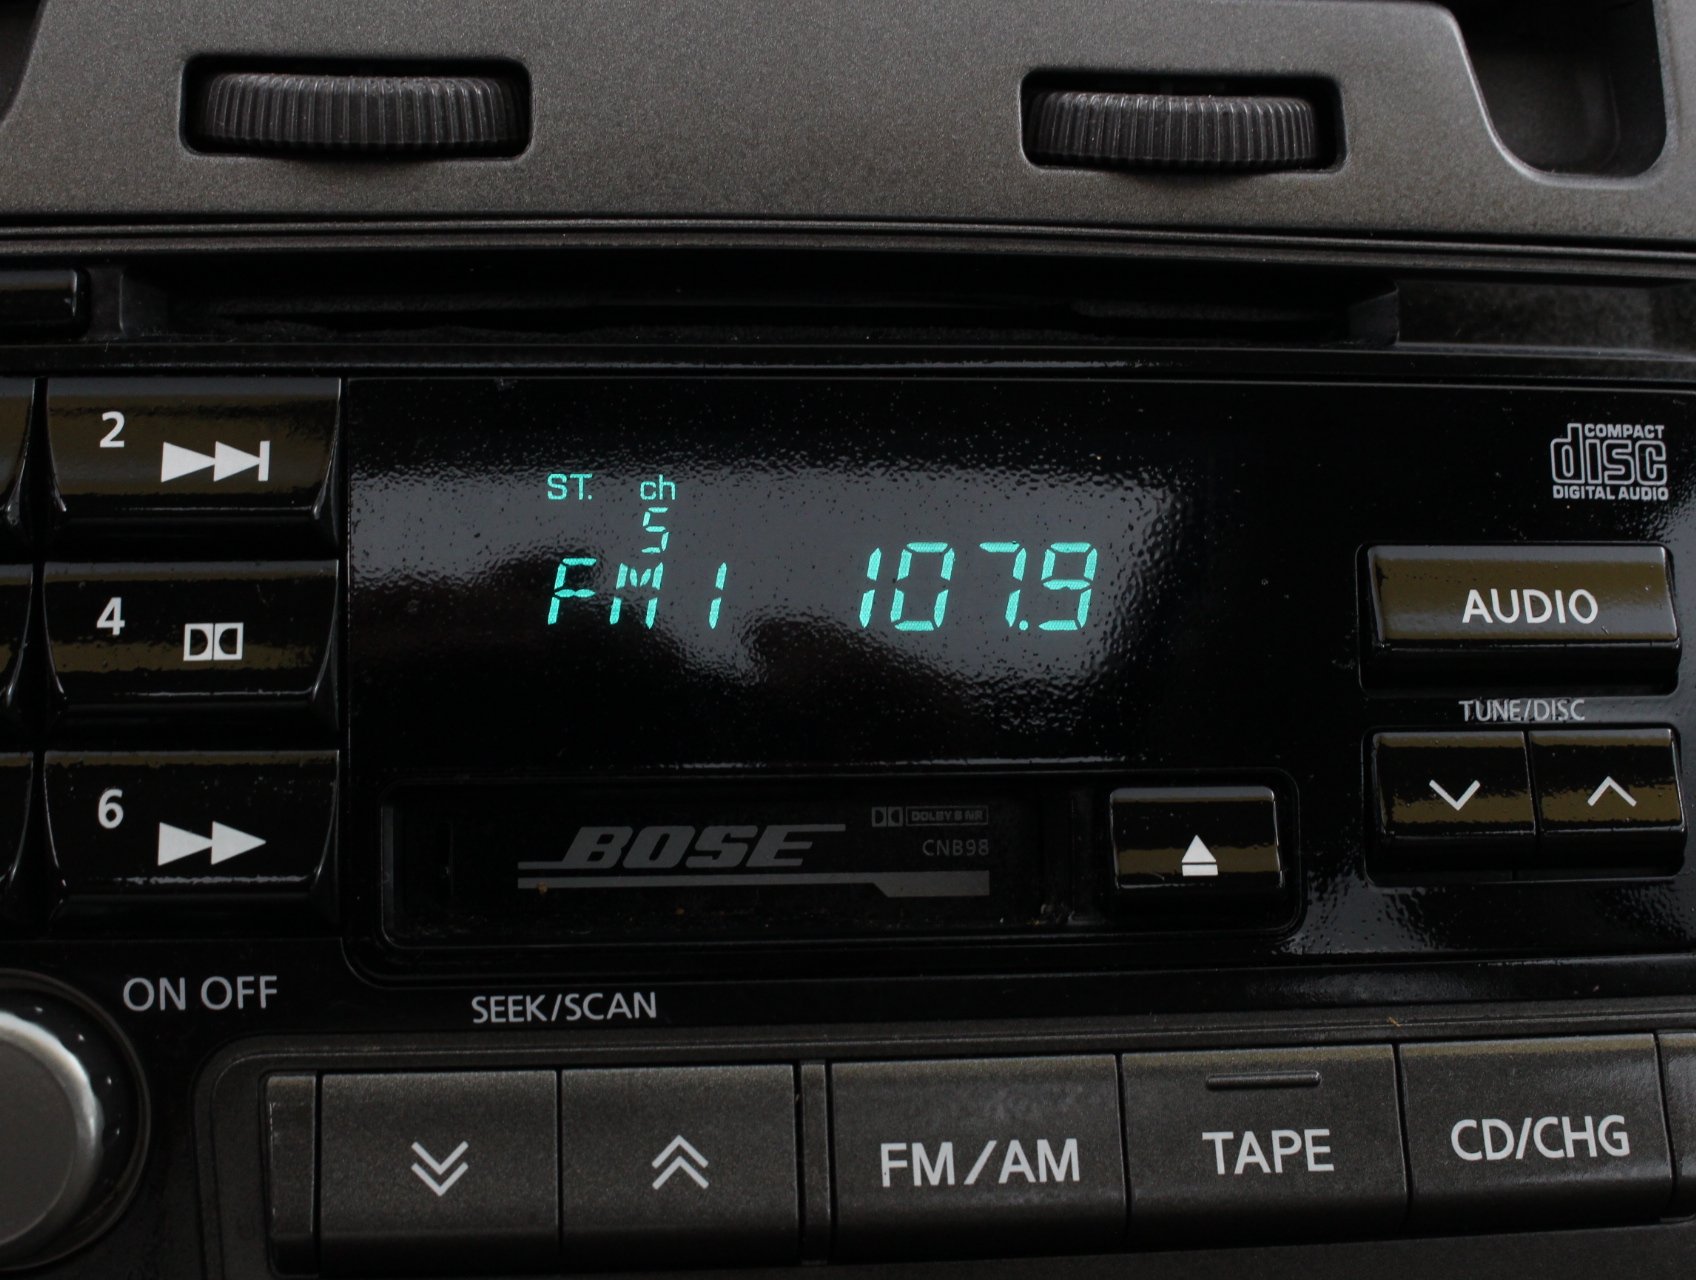 2
COMPACT
disc
DIGITAL AUDIO
ST. ch
5
FM1 107.9
4
AUDIO
TUNE/DISC
6
DOLBY B NR
BOSE
CNB98
ON OFF
SEEK/SCAN
FM/AM
TAPE
CD/CHG